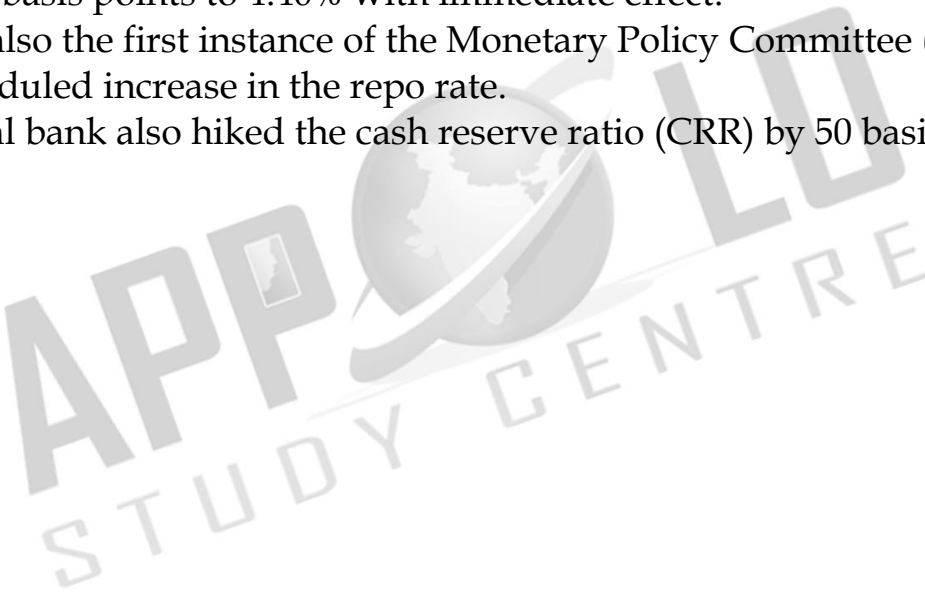 basis points to 4.40% with immediate effect.
also the first instance of the Monetary Policy Committee (
duled increase in the repo rate.
l bank also hiked the cash reserve ratio (CRR) by 50 basi
APPOLO
STUDY CENTRE